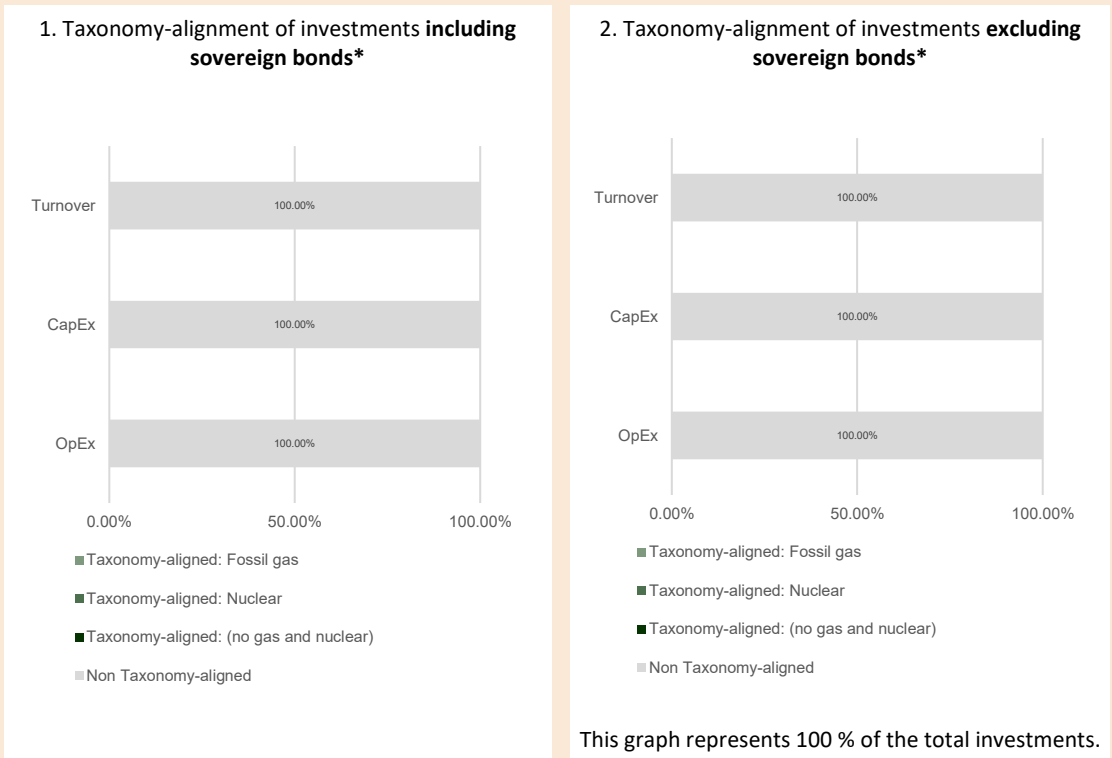 1. Taxonomy-alignment of investments including
sovereign bonds*
Turnover
100.00%
CapEx
100.00%
OpEx
100.00%
0.00% 50.00% 100.00%
Taxonomy-aligned: Fossil gas
Taxonomy-aligned: Nuclear
Taxonomy-aligned: (no gas and nuclear)
Non Taxonomy-aligned
2. Taxonomy-alignment of investments excluding
sovereign bonds*
Turnover
100.00%
CapEx
100.00%
OpEx
100.00%
0.00% 50.00% 100.00%
Taxonomy-aligned: Fossil gas
Taxonomy-aligned: Nuclear
Taxonomy-aligned: (no gas and nuclear)
Non Taxonomy-aligned
This graph represents 100 % of the total investments.